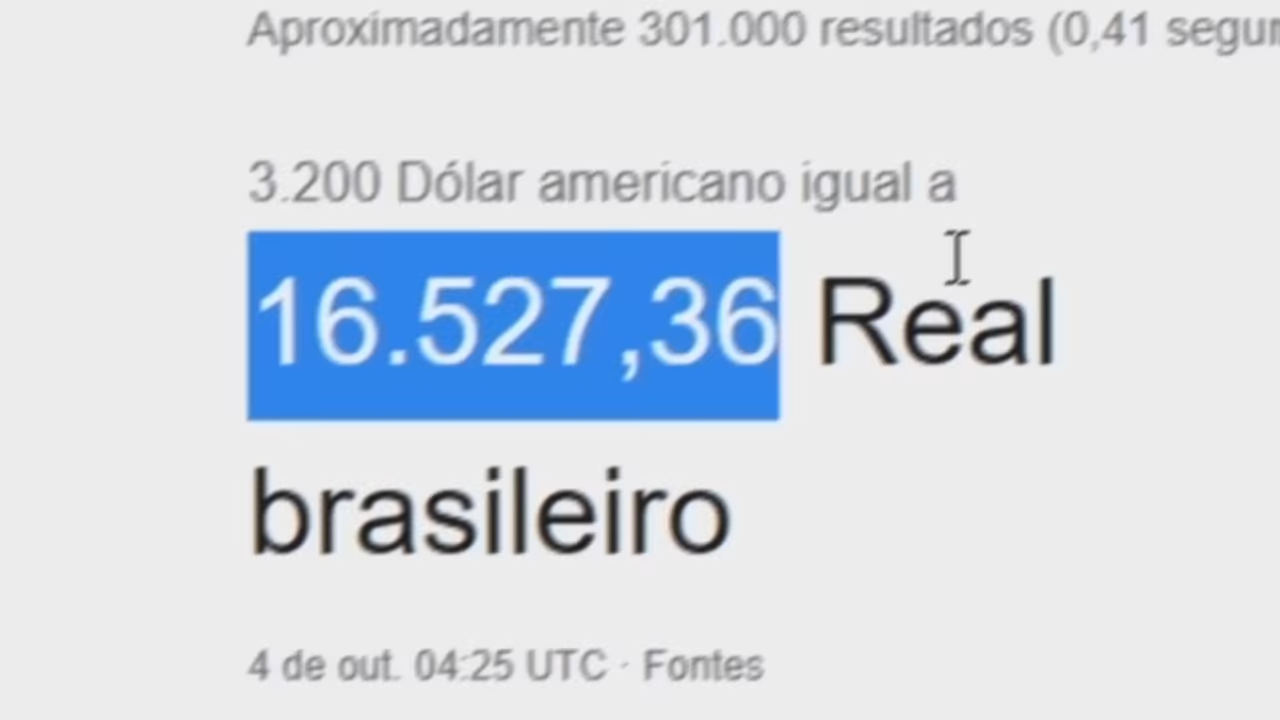 Aproximadamente 301.000 resultados (0,41
3.200 Dólar americano igual a
16.527,36 Real
brasileiro
4 de out. 04:25 UTC · Fontes